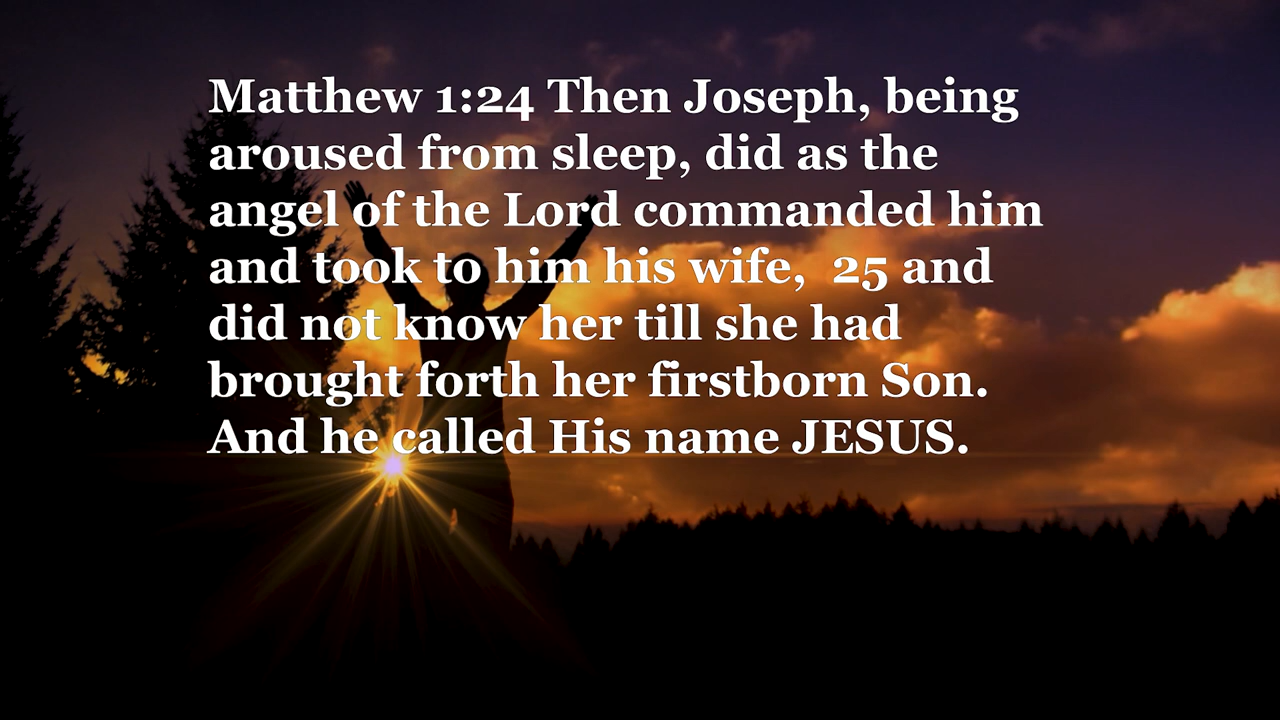 Matthew 1:24 Then Joseph, being
aroused from sleep, did as the
angel of the Lord commanded him
and took to him his wife,  25 and
did not know her till she had
brought forth her firstborn Son.
And he called His name JESUS.